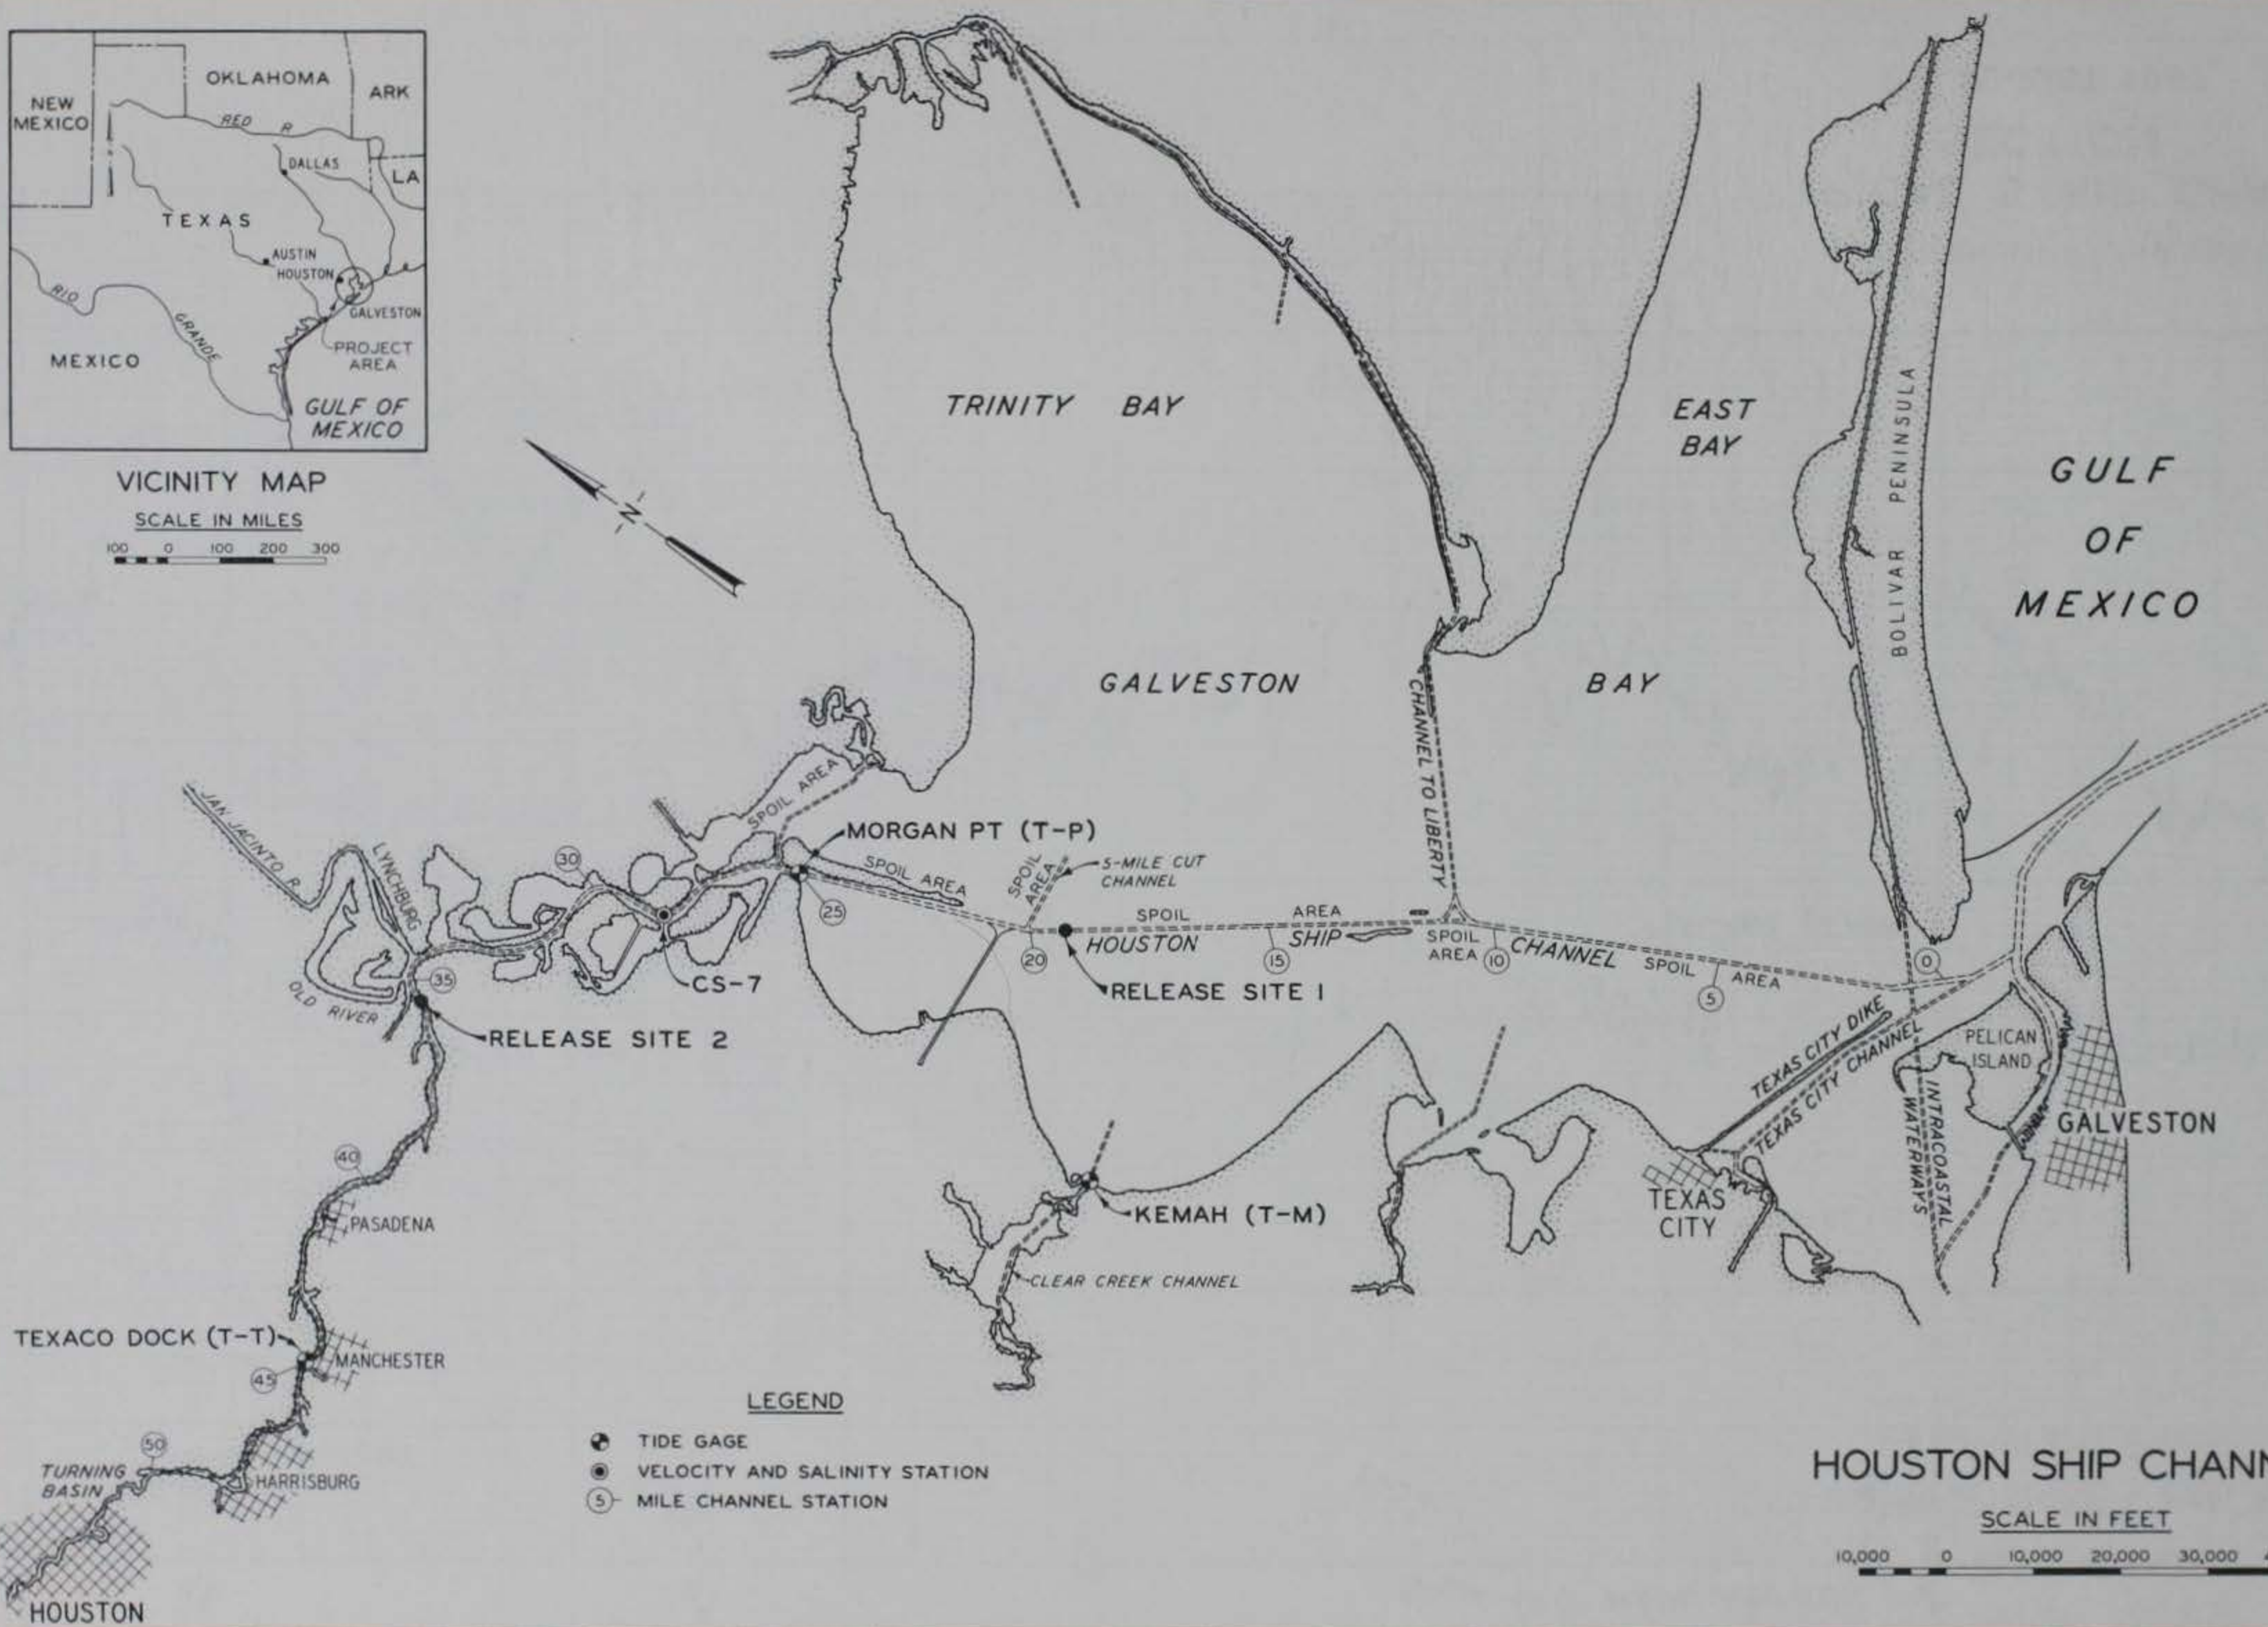 NEW
MEXICO
OKLAHOMA
ARK
RED R
DALLAS
LA
TEXAS
AUSTIN
HOUSTON
RIO
GRANDE
GALVESTON
PROJECT
AREA
MEXICO
GULF OF
MEXICO
VICINITY MAP
SCALE IN MILES
100 0 100 200 300
N
TRINITY BAY
EAST
BAY
BOLIVAR PENINSULA
GULF
OF
MEXICO
GALVESTON BAY
CHANNEL TO LIBERTY
JAN JACINTO R
LYNCHBURG
OLD RIVER
SPOIL AREA
MORGAN PT (T-P)
SPOIL AREA
SPOIL
AREA
5-MILE CUT
CHANNEL
30
25
20
15
10
5
0
35
CS-7
SPOIL AREA
HOUSTON SHIP CHANNEL
SPOIL
AREA
SPOIL AREA
RELEASE SITE 1
RELEASE SITE 2
TEXAS CITY DIKE
TEXAS CITY CHANNEL
PELICAN
ISLAND
INTRACOASTAL
WATERWAYS
GALVESTON
TEXAS
CITY
40
PASADENA
KEMAH (T-M)
CLEAR CREEK CHANNEL
TEXACO DOCK (T-T)
MANCHESTER
45
50
TURNING
BASIN
HARRISBURG
HOUSTON
LEGEND
TIDE GAGE
VELOCITY AND SALINITY STATION
5 MILE CHANNEL STATION
HOUSTON SHIP CHANN
SCALE IN FEET
10,000 0 10,000 20,000 30,000